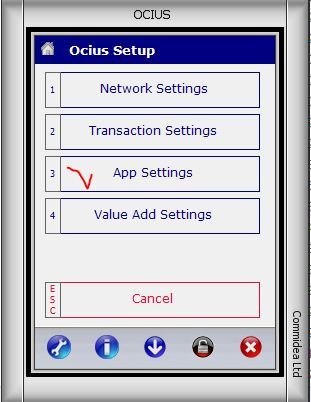 OCIUS
Ocius Setup
1 Network Settings
2 Transaction Settings
3 App Settings
4 Value Add Settings
ESC Cancel
Commidea Ltd